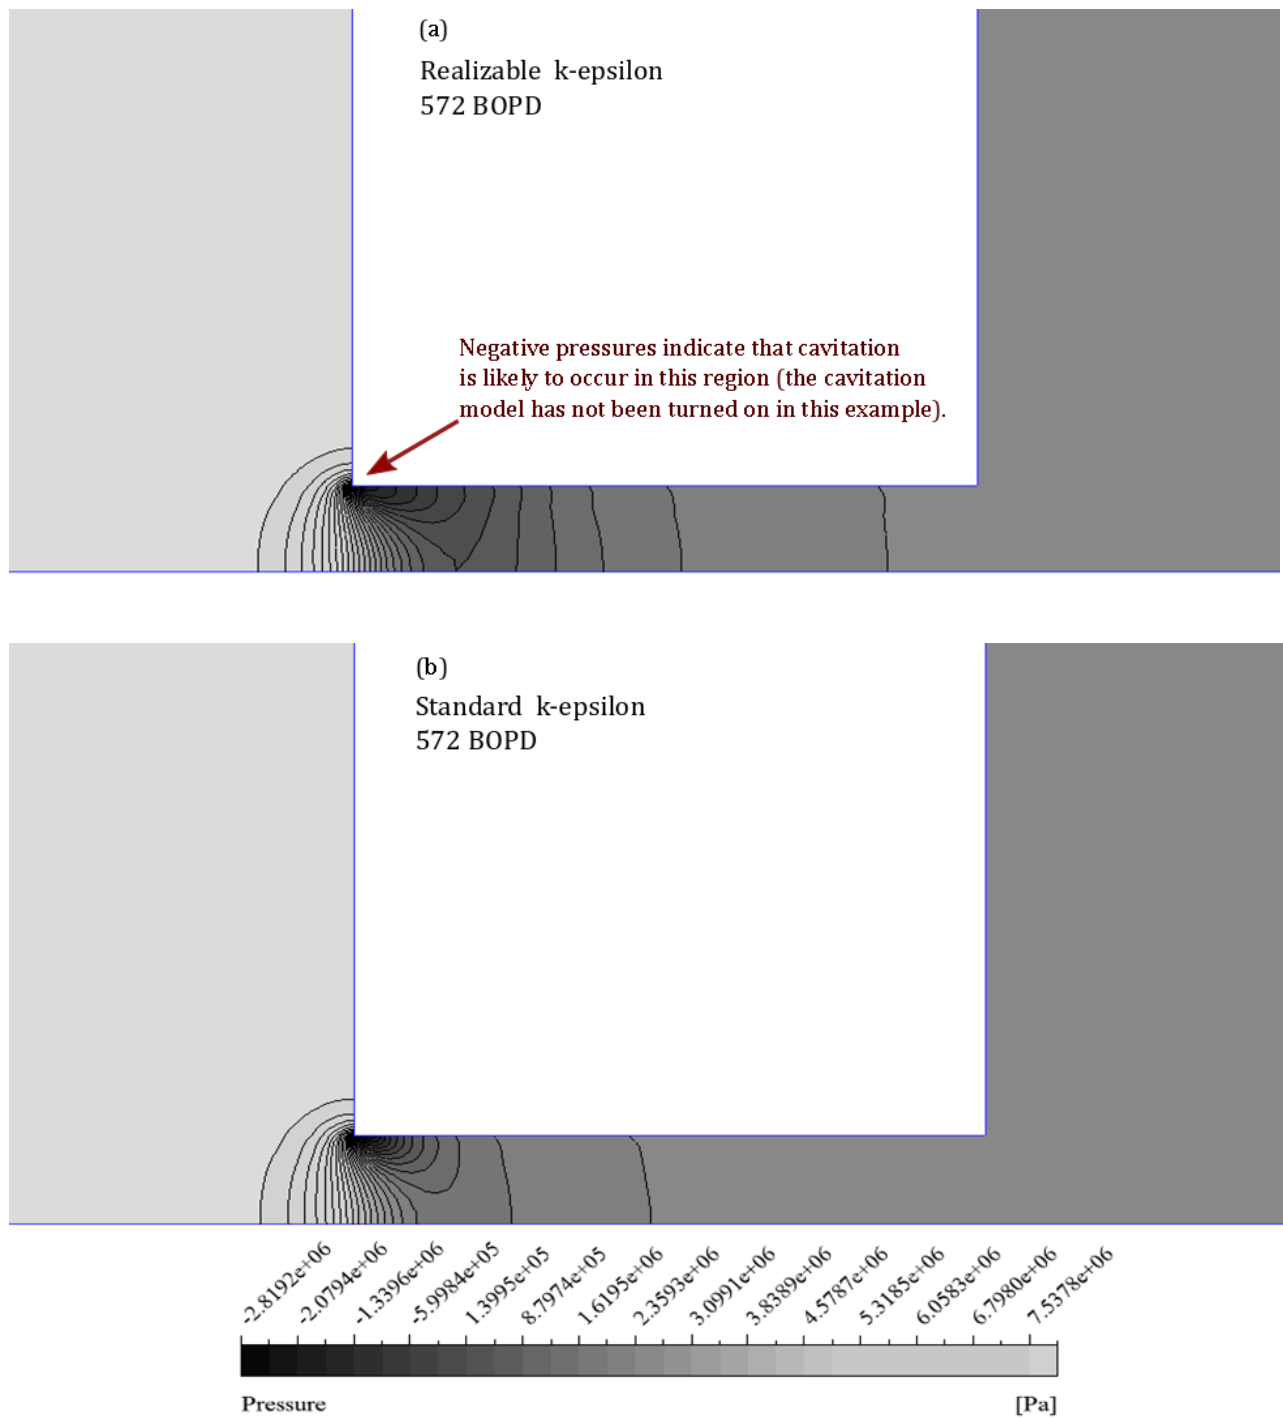 (a)
Realizable k-epsilon
572 BOPD
Negative pressures indicate that cavitation
is likely to occur in this region (the cavitation
model has not been turned on in this example).
(b)
Standard k-epsilon
572 BOPD
-2.8192e+06
-2.0794e+06
-1.3396e+06
-5.9984e+05
1.3995e+05
8.7974e+05
1.6195e+06
2.3593e+06
3.0991e+06
3.8389e+06
4.5787e+06
5.3185e+06
6.0583e+06
6.7980e+06
7.5378e+06
Pressure [Pa]